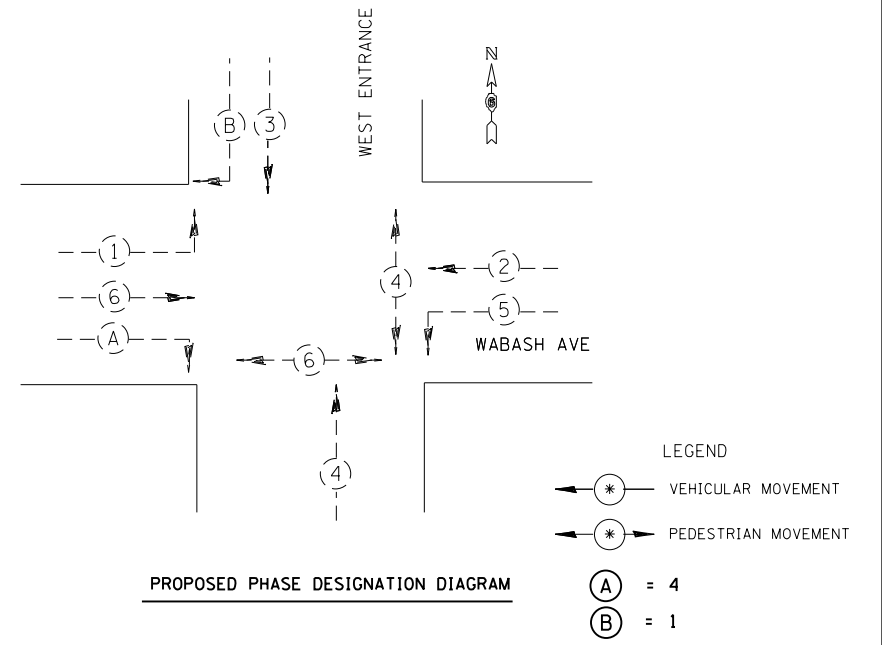 WEST ENTRANCE
N
B
3
1
2
4
6
5
A
WABASH AVE
6
4
LEGEND
* VEHICULAR MOVEMENT
* PEDESTRIAN MOVEMENT
PROPOSED PHASE DESIGNATION DIAGRAM
A = 4
B = 1